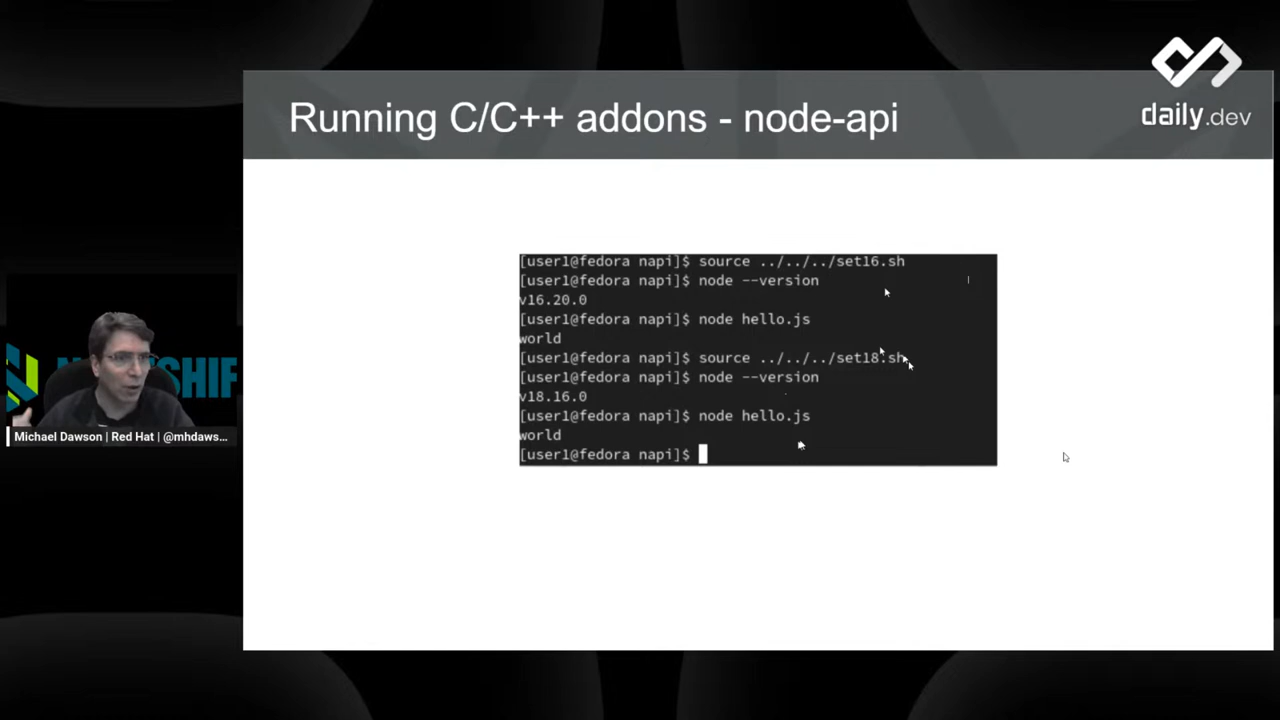 daily.dev
Running C/C++ addons - node-api
[user1@fedora napi]$ source ../../../set16.sh
[user1@fedora napi]$ node --version
v16.20.0
[user1@fedora napi]$ node hello.js
world
[user1@fedora napi]$ source ../../../set18.sh
[user1@fedora napi]$ node --version
v18.16.0
[user1@fedora napi]$ node hello.js
world
[user1@fedora napi]$
Michael Dawson | Red Hat | @mhdaws...